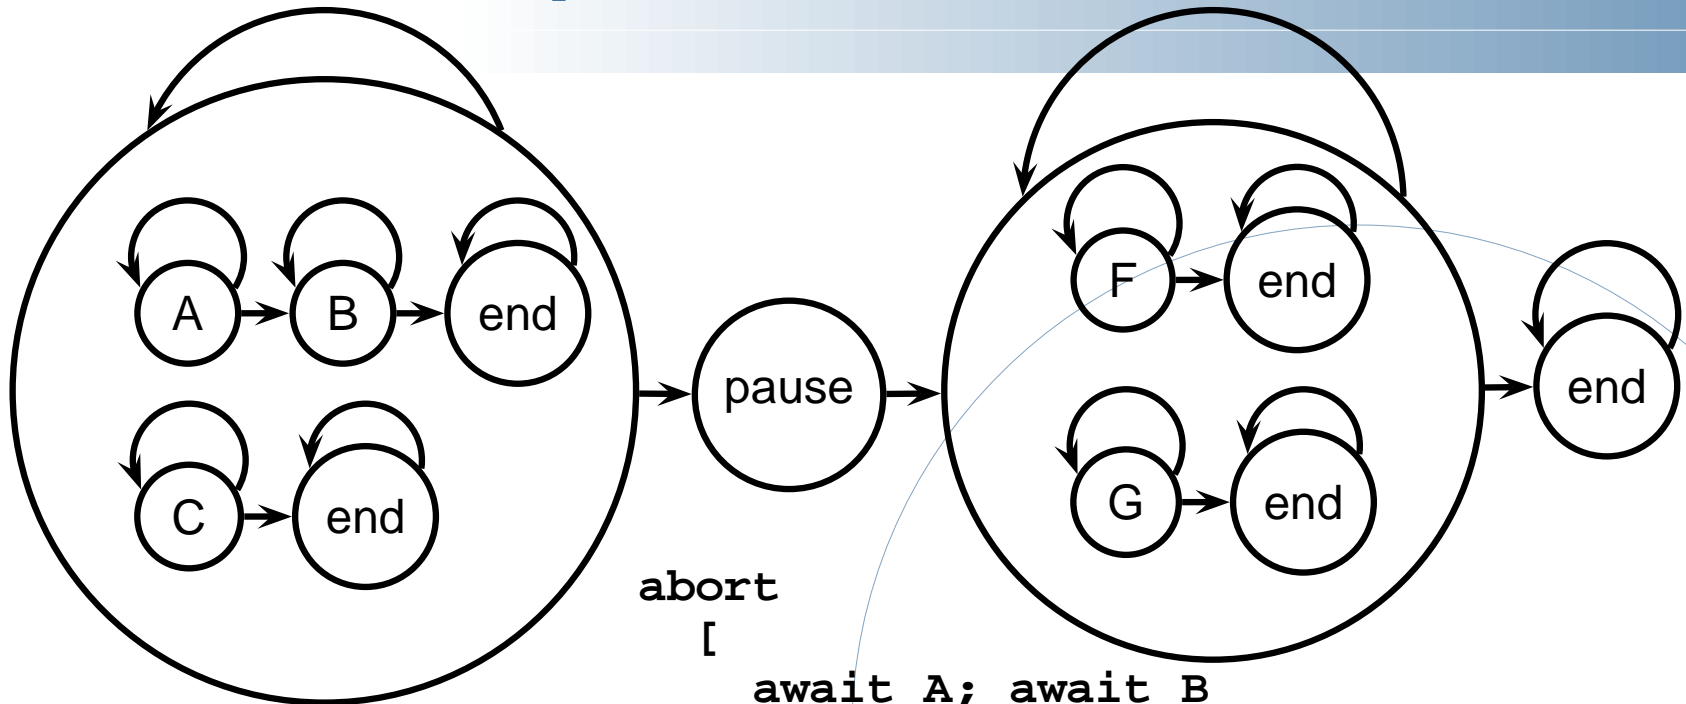 A B end
C end
pause
F end
G end
end
abort
[
await A; await B